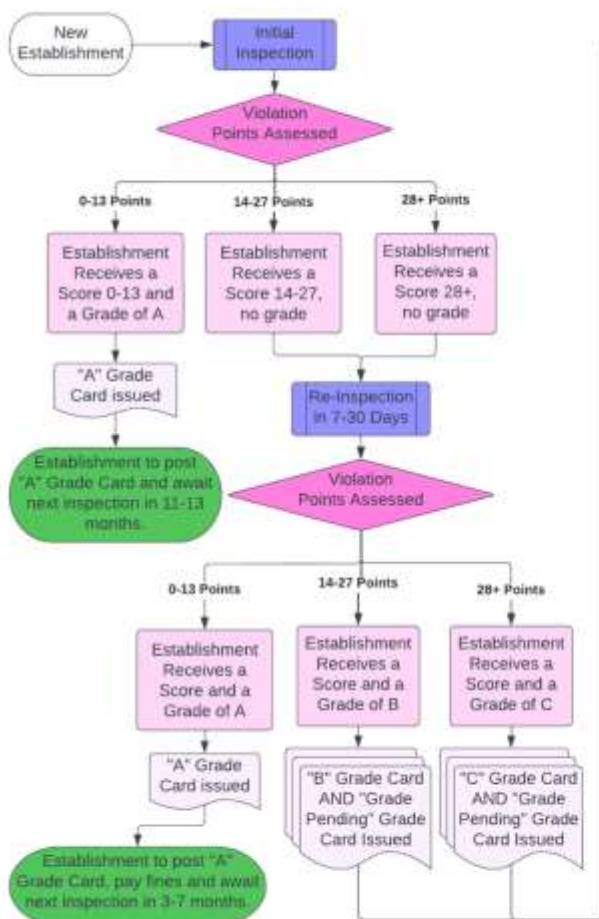 New
Establishment
Initial
Inspection
Violation
Points Assessed
0-13 Points
14-27 Points
28+ Points
Establishment
Receives a
Score 0-13 and
a Grade of A
Establishment
Receives a
Score 14-27,
no grade
Establishment
Receives a
Score 28+,
no grade
"A" Grade
Card issued
Re-Inspection
in 7-30 Days
Establishment to post
"A" Grade Card and await
next inspection in 11-13
months.
Violation
Points Assessed
0-13 Points
14-27 Points
28+ Points
Establishment
Receives a
Score and a
Grade of A
Establishment
Receives a
Score and a
Grade of B
Establishment
Receives a
Score and a
Grade of C
"A" Grade
Card issued
"B" Grade Card
AND "Grade
Pending" Grade
Card Issued
"C" Grade Card
AND "Grade
Pending" Grade
Card Issued
Establishment to post "A"
Grade Card, pay fines and await
next inspection in 3-7 months.